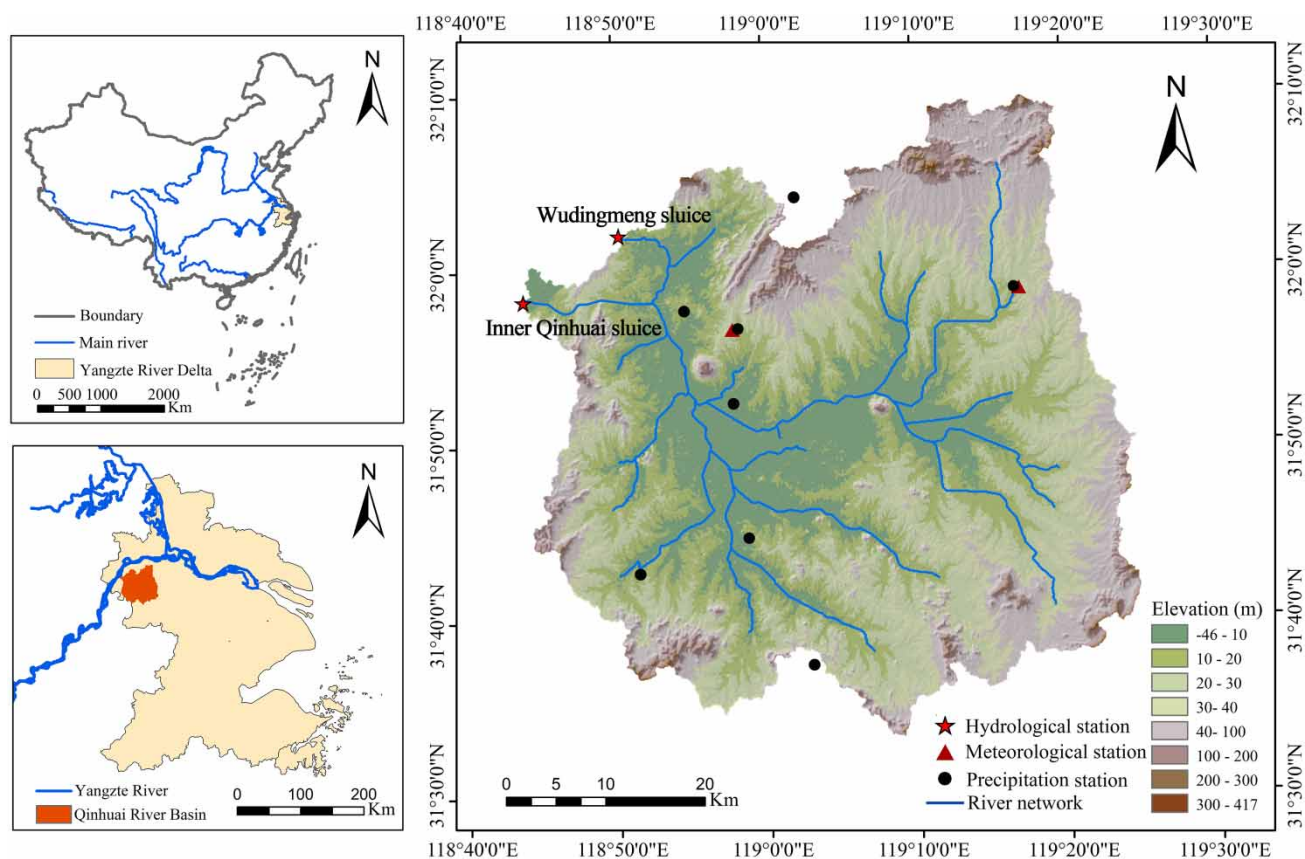 N
Boundary
Main river
Yangzte River Delta
0 500 1000 2000
Km
N
Yangzte River
Qinhuai River Basin
0 100 200
Km
118°40'0"E 118°50'0"E 119°0'0"E 119°10'0"E 119°20'0"E 119°30'0"E
32°10'0"N
32°0'0"N
31°50'0"N
31°40'0"N
31°30'0"N
N
Wudingmeng sluice
Inner Qinhuai sluice
Hydrological station
Meteorological station
Precipitation station
River network
0 5 10 20
Km
Elevation (m)
-46 - 10
10 - 20
20 - 30
30- 40
40- 100
100 - 200
200 - 300
300 - 417
32°10'0"N
32°0'0"N
31°50'0"N
31°40'0"N
31°30'0"N
118°40'0"E 118°50'0"E 119°0'0"E 119°10'0"E 119°20'0"E 119°30'0"E